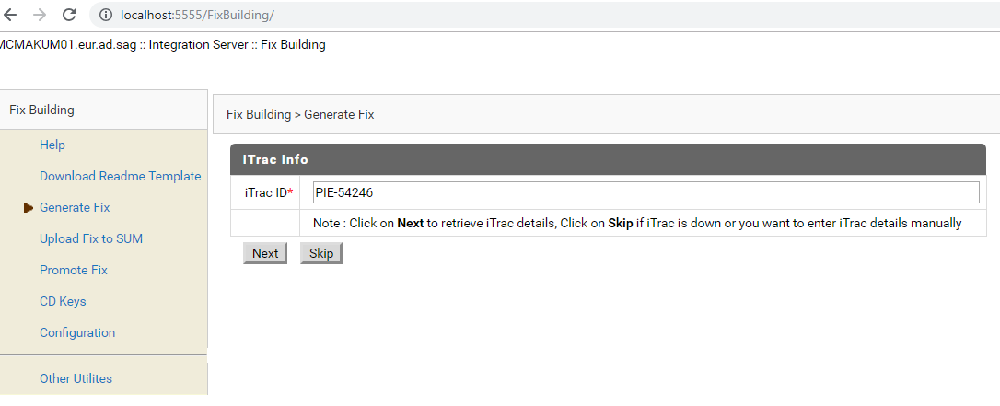 localhost:5555/FixBuilding/
MCMAKUM01.eur.ad.sag :: Integration Server :: Fix Building
Fix Building
Help
Download Readme Template
Generate Fix
Upload Fix to SUM
Promote Fix
CD Keys
Configuration
Other Utilites
Fix Building > Generate Fix
iTrac Info
iTrac ID* PIE-54246
Note : Click on Next to retrieve iTrac details, Click on Skip if iTrac is down or you want to enter iTrac details manually
Next Skip